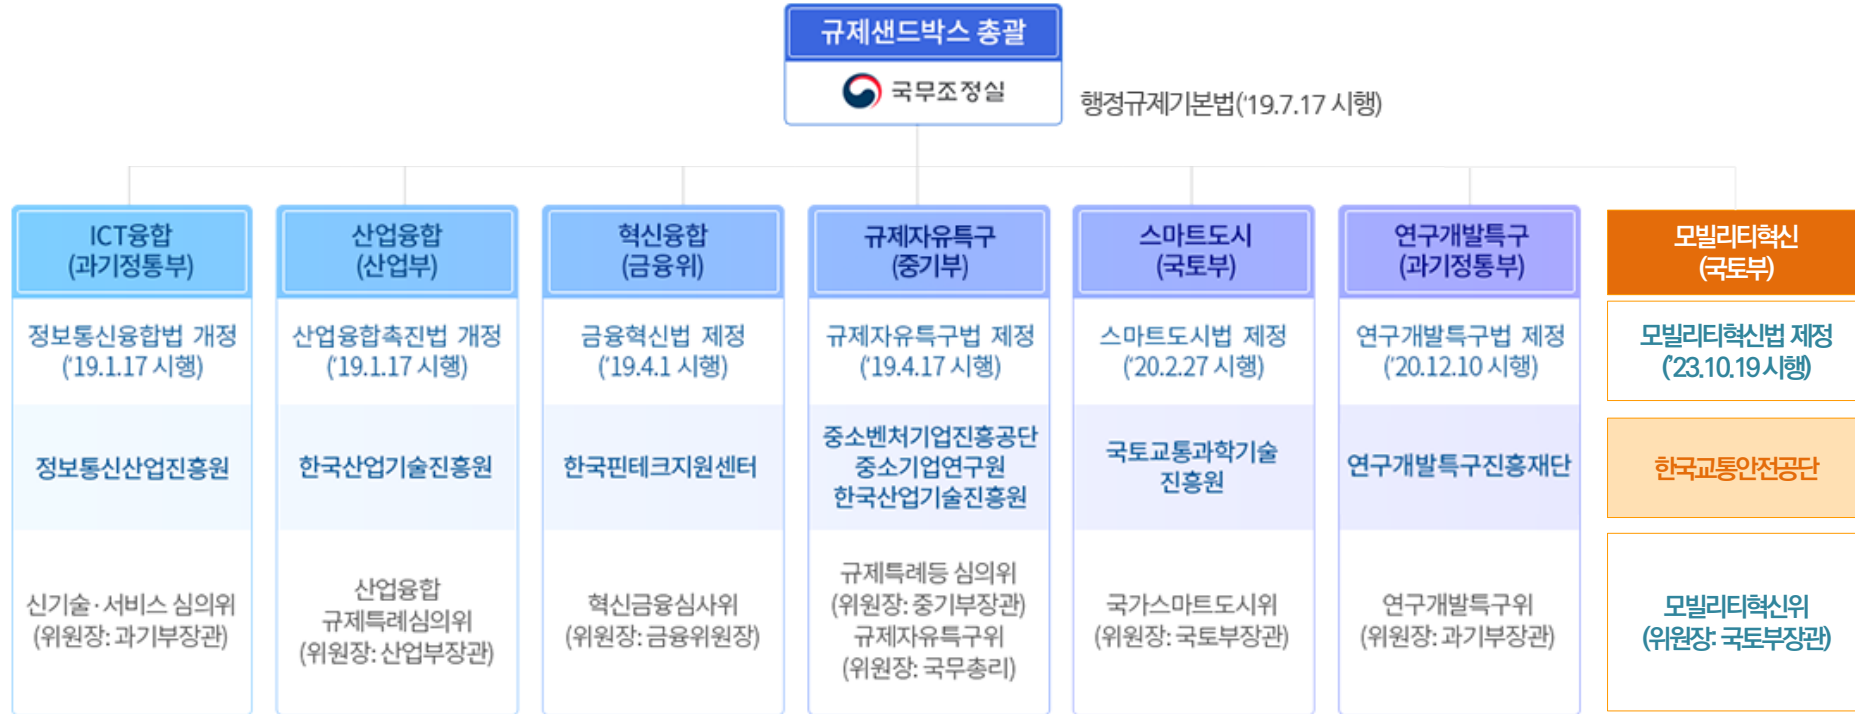 규제샌드박스 총괄
국무조정실
행정규제기본법(‘19.7.17 시행)
ICT융합
(과기정통부)
정보통신융합법 개정
(‘19.1.17 시행)
정보통신산업진흥원
신기술·서비스 심의위
(위원장: 과기부장관)
산업융합
(산업부)
산업융합촉진법 개정
(‘19.1.17 시행)
한국산업기술진흥원
산업융합
규제특례심의위
(위원장: 산업부장관)
혁신융합
(금융위)
금융혁신법 제정
(‘19.4.1 시행)
한국핀테크지원센터
혁신금융심사위
(위원장: 금융위원장)
규제자유특구
(중기부)
규제자유특구법 제정
(‘19.4.17 시행)
중소벤처기업진흥공단
중소기업연구원
한국산업기술진흥원
규제특례등 심의위
(위원장: 중기부장관)
규제자유특구위
(위원장: 국무총리)
스마트도시
(국토부)
스마트도시법 제정
(‘20.2.27 시행)
국토교통과학기술
진흥원
국가스마트도시위
(위원장: 국토부장관)
연구개발특구
(과기정통부)
연구개발특구법 제정
(‘20.12.10 시행)
연구개발특구진흥재단
연구개발특구위
(위원장: 과기부장관)
모빌리티혁신
(국토부)
모빌리티혁신법 제정
(’23.10.19 시행)
한국교통안전공단
모빌리티혁신위
(위원장: 국토부장관)